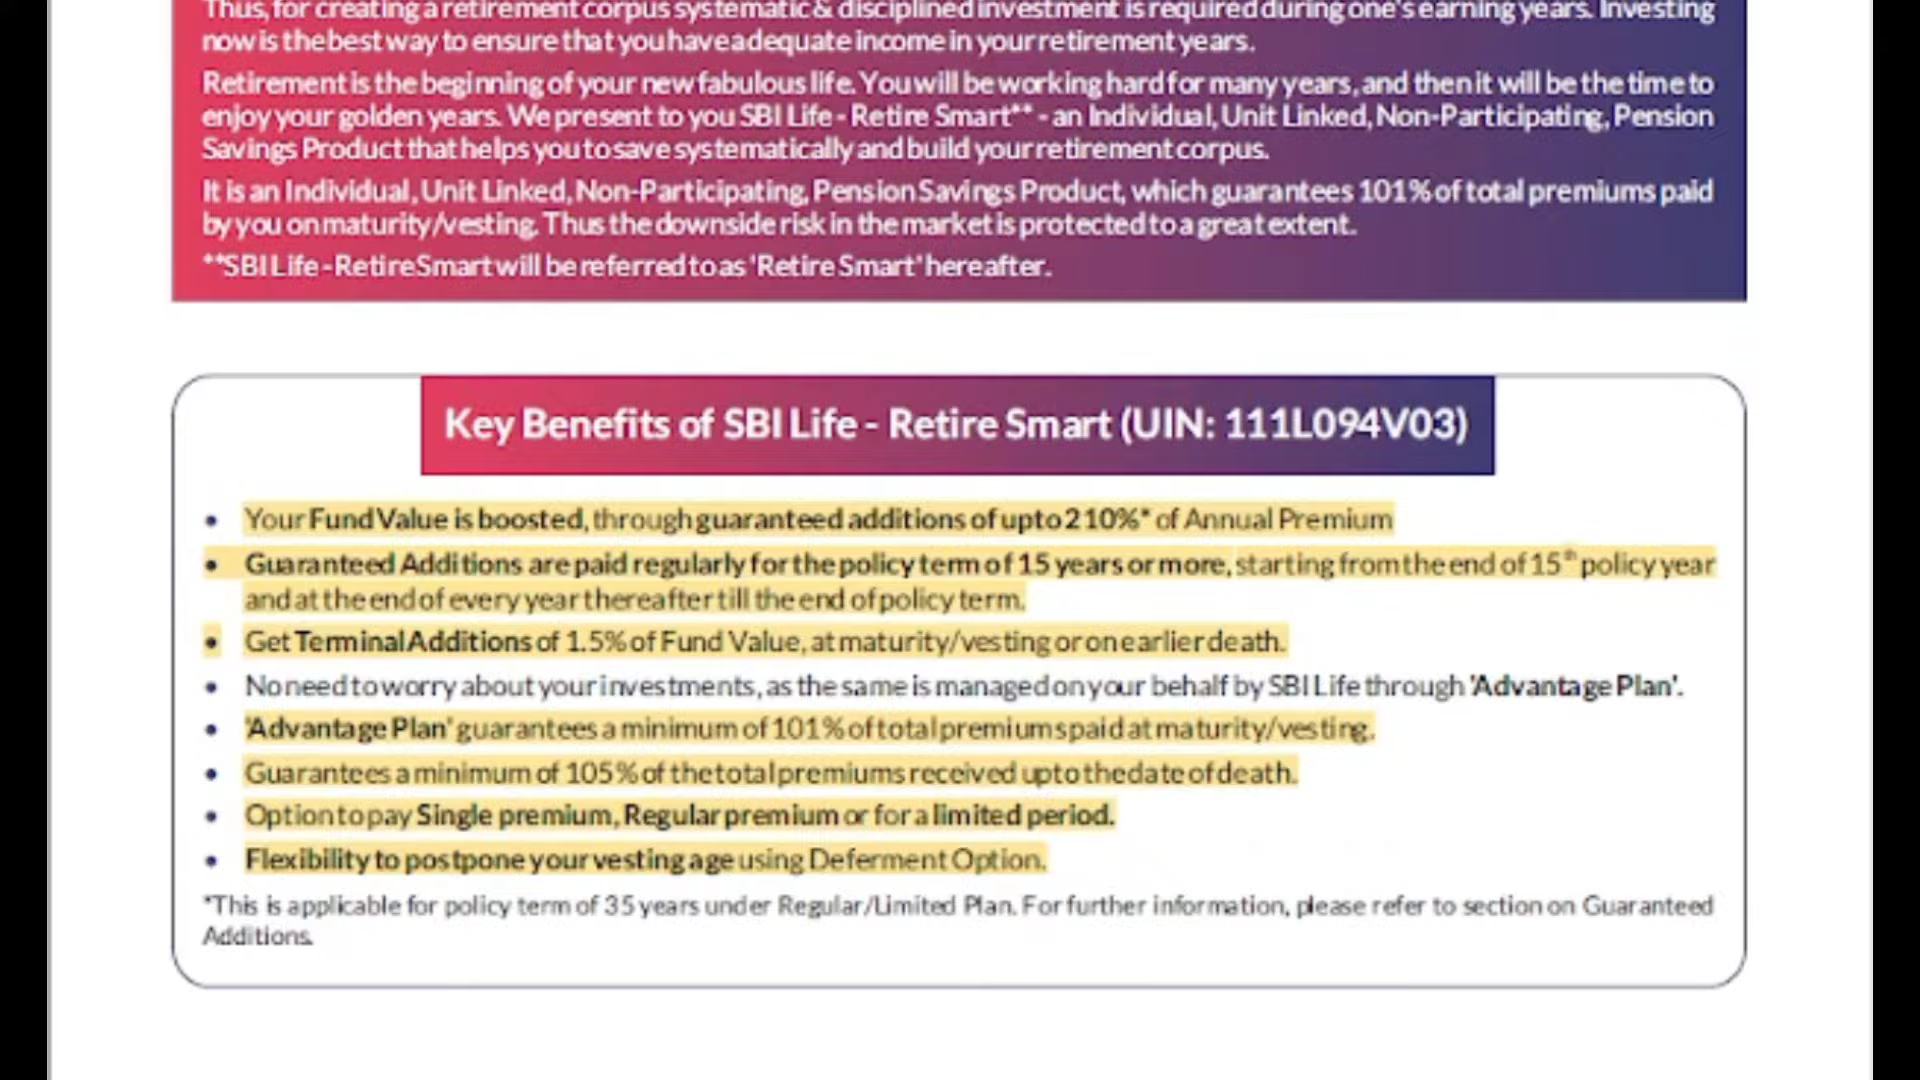 Thus, for creating a retirement corpus systematic & disciplined investment is required during one's earning years. Investing
now is the best way to ensure that you have adequate income in your retirement years.
Retirement is the beginning of your new fabulous life. You will be working hard for many years, and then it will be the time to
enjoy your golden years. We present to you SBI Life - Retire Smart** - an Individual, Unit Linked, Non-Participating, Pension
Savings Product that helps you to save systematically and build your retirement corpus.
It is an Individual, Unit Linked, Non-Participating, Pension Savings Product, which guarantees 101% of total premiums paid
by you on maturity/vesting. Thus the downside risk in the market is protected to a great extent.
**SBI Life - Retire Smart will be referred to as 'Retire Smart' hereafter.
Key Benefits of SBI Life - Retire Smart (UIN: 111L094V03)
• Your Fund Value is boosted, through guaranteed additions of upto 210%* of Annual Premium
• Guaranteed Additions are paid regularly for the policy term of 15 years or more, starting from the end of 15th policy year
and at the end of every year thereafter till the end of policy term.
• Get Terminal Additions of 1.5% of Fund Value, at maturity/vesting or on earlier death.
• No need to worry about your investments, as the same is managed on your behalf by SBI Life through 'Advantage Plan'.
• 'Advantage Plan' guarantees a minimum of 101% of total premiums paid at maturity/vesting.
• Guarantees a minimum of 105% of the total premiums received upto the date of death.
• Option to pay Single premium, Regular premium or for a limited period.
• Flexibility to postpone your vesting age using Deferment Option.
*This is applicable for policy term of 35 years under Regular/Limited Plan. For further information, please refer to section on Guaranteed
Additions.